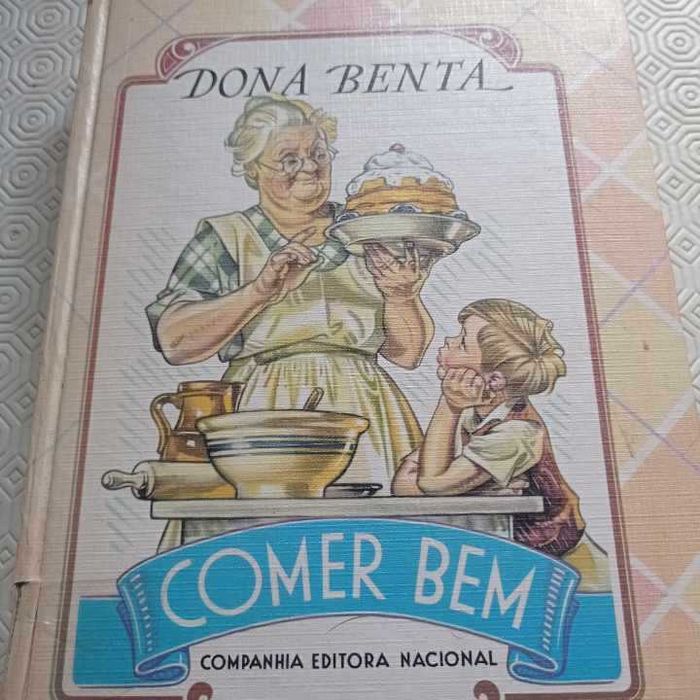 DONA BENTA
COMER BEM
COMPANHIA EDITORA NACIONAL